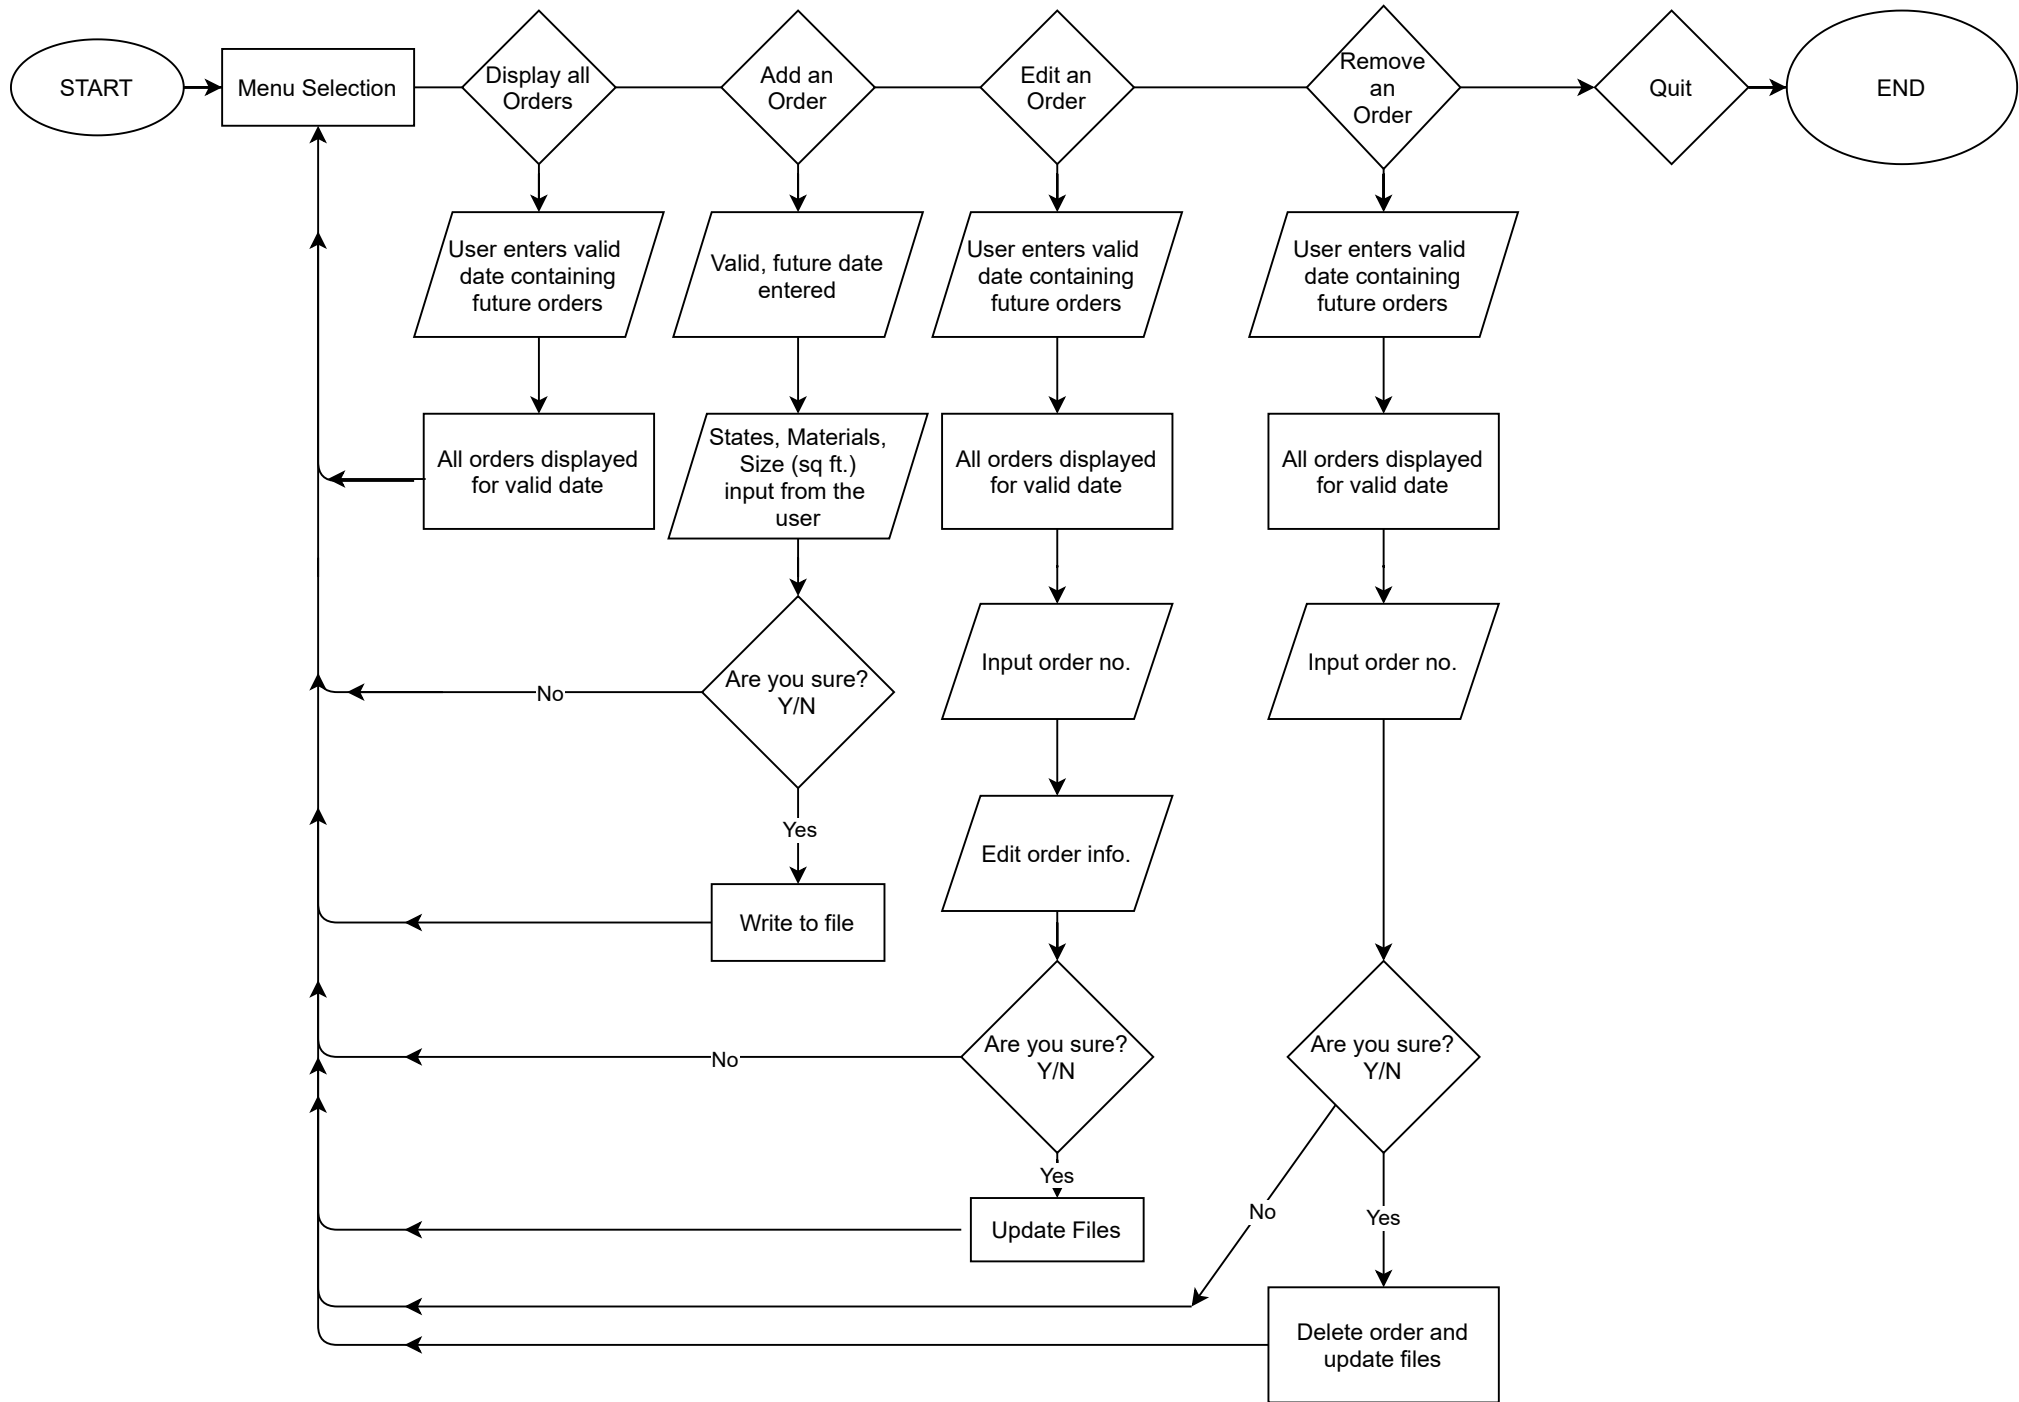 START
Menu Selection
Display all
Orders
Add an
Order
Edit an
Order
Remove
an
Order
Quit
END
User enters valid
date containing
future orders
Valid, future date
entered
User enters valid
date containing
future orders
User enters valid
date containing
future orders
All orders displayed
for valid date
States, Materials,
Size (sq ft.)
input from the
user
All orders displayed
for valid date
All orders displayed
for valid date
Input order no.
Input order no.
Are you sure?
Y/N
No
Yes
Edit order info.
Write to file
Are you sure?
Y/N
Are you sure?
Y/N
No
Yes
No
Yes
Update Files
Delete order and
update files